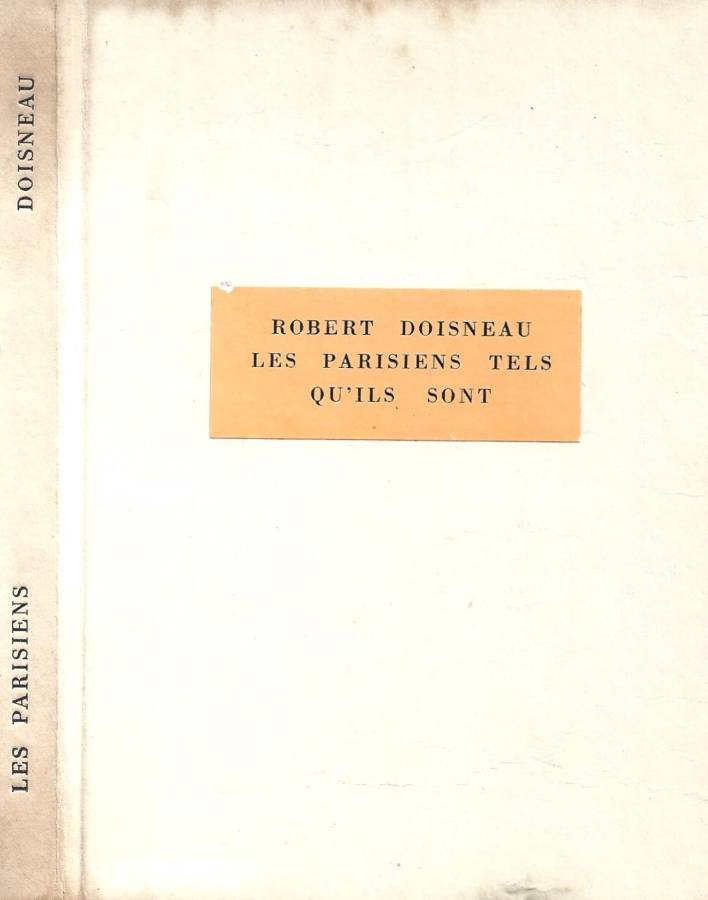 DOISNEAU
LES PARISIENS
ROBERT DOISNEAU
LES PARISIENS TELS
QU'ILS SONT